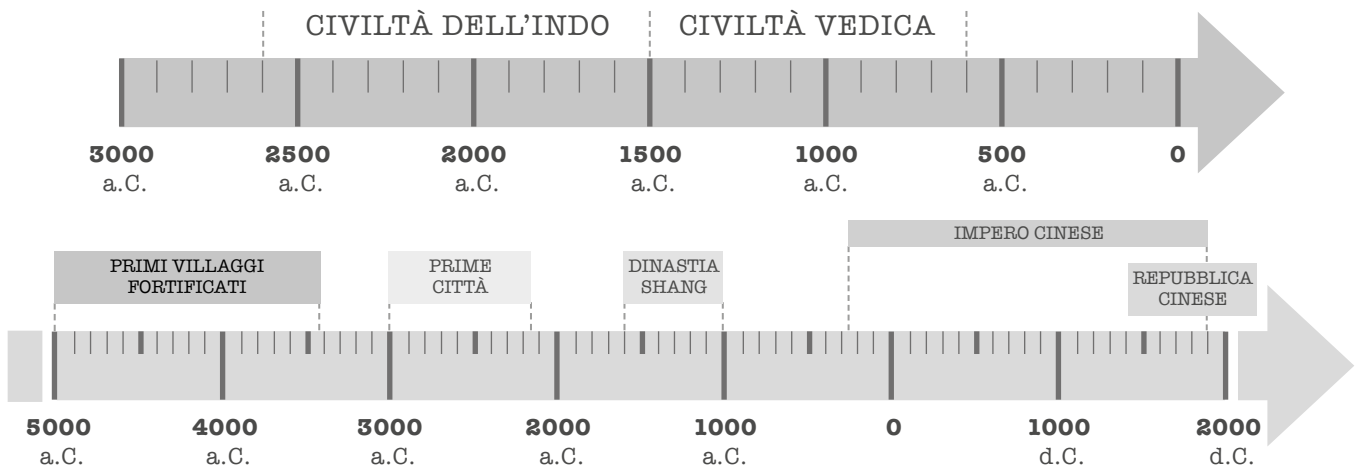 CIVILTÀ DELL'INDO
CIVILTÀ VEDICA
3000
a.C.
2500
a.C.
2000
a.C.
1500
a.C.
1000
a.C.
500
a.C.
0
IMPERO CINESE
PRIMI VILLAGGI
FORTIFICATI
PRIME
CITTÀ
DINASTIA
SHANG
REPUBBLICA
CINESE
5000
a.C.
4000
a.C.
3000
a.C.
2000
a.C.
1000
a.C.
0
1000
d.C.
2000
d.C.